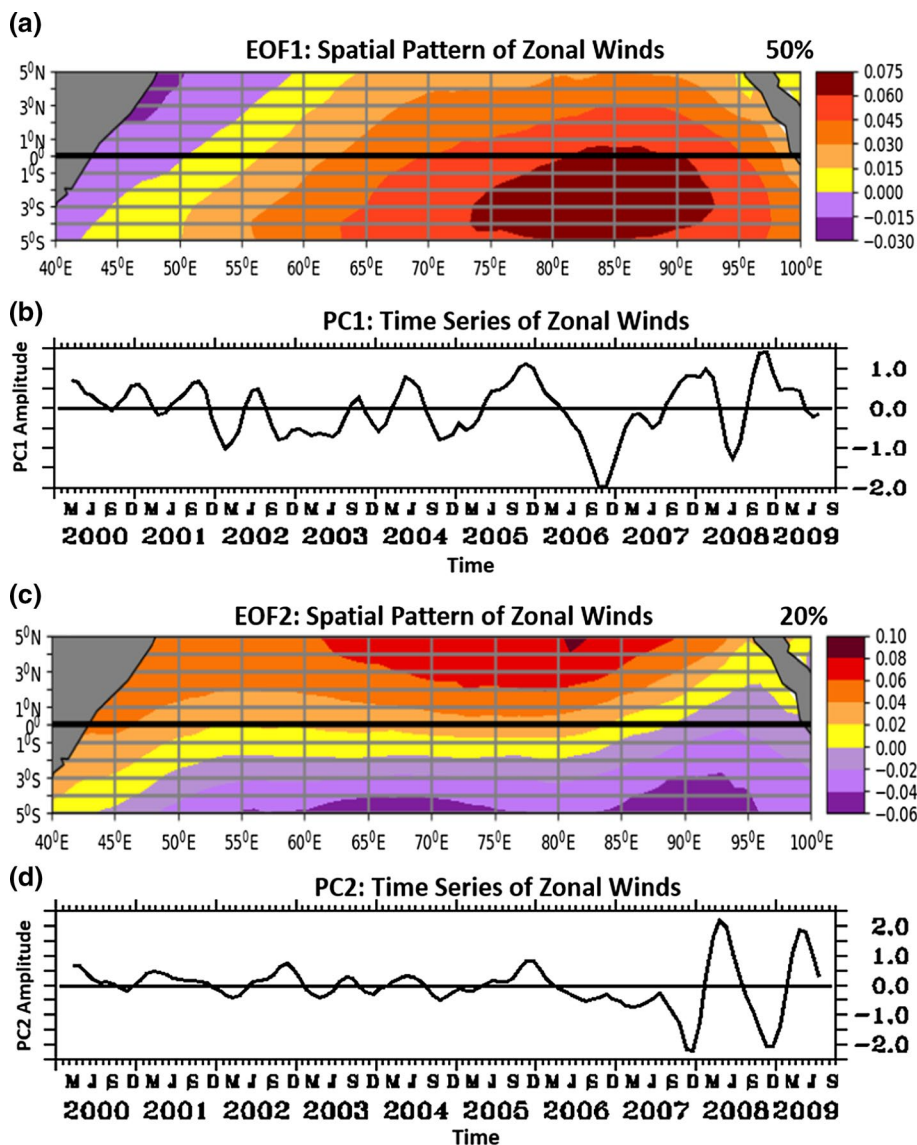 (a)
EOF1: Spatial Pattern of Zonal Winds 50%
5⁰N
3⁰N
1⁰N
0⁰
1⁰S
3⁰S
5⁰S
0.075
0.060
0.045
0.030
0.015
0.000
−0.015
−0.030
40⁰E 45⁰E 50⁰E 55⁰E 60⁰E 65⁰E 70⁰E 75⁰E 80⁰E 85⁰E 90⁰E 95⁰E 100⁰E
(b)
PC1: Time Series of Zonal Winds
PC1 Amplitude
1.0
0.0
−1.0
−2.0
M J S D M J S D M J S D M J S D M J S D M J S D M J S D M J S D M J S D M J S
2000 2001 2002 2003 2004 2005 2006 2007 2008 2009
Time
(c)
EOF2: Spatial Pattern of Zonal Winds 20%
5⁰N
3⁰N
1⁰N
0⁰
1⁰S
3⁰S
5⁰S
0.10
0.08
0.06
0.04
0.02
0.00
−0.02
−0.04
−0.06
40⁰E 45⁰E 50⁰E 55⁰E 60⁰E 65⁰E 70⁰E 75⁰E 80⁰E 85⁰E 90⁰E 95⁰E 100⁰E
(d)
PC2: Time Series of Zonal Winds
PC2 Amplitude
2.0
1.0
0.0
−1.0
−2.0
M J S D M J S D M J S D M J S D M J S D M J S D M J S D M J S D M J S D M J S
2000 2001 2002 2003 2004 2005 2006 2007 2008 2009
Time